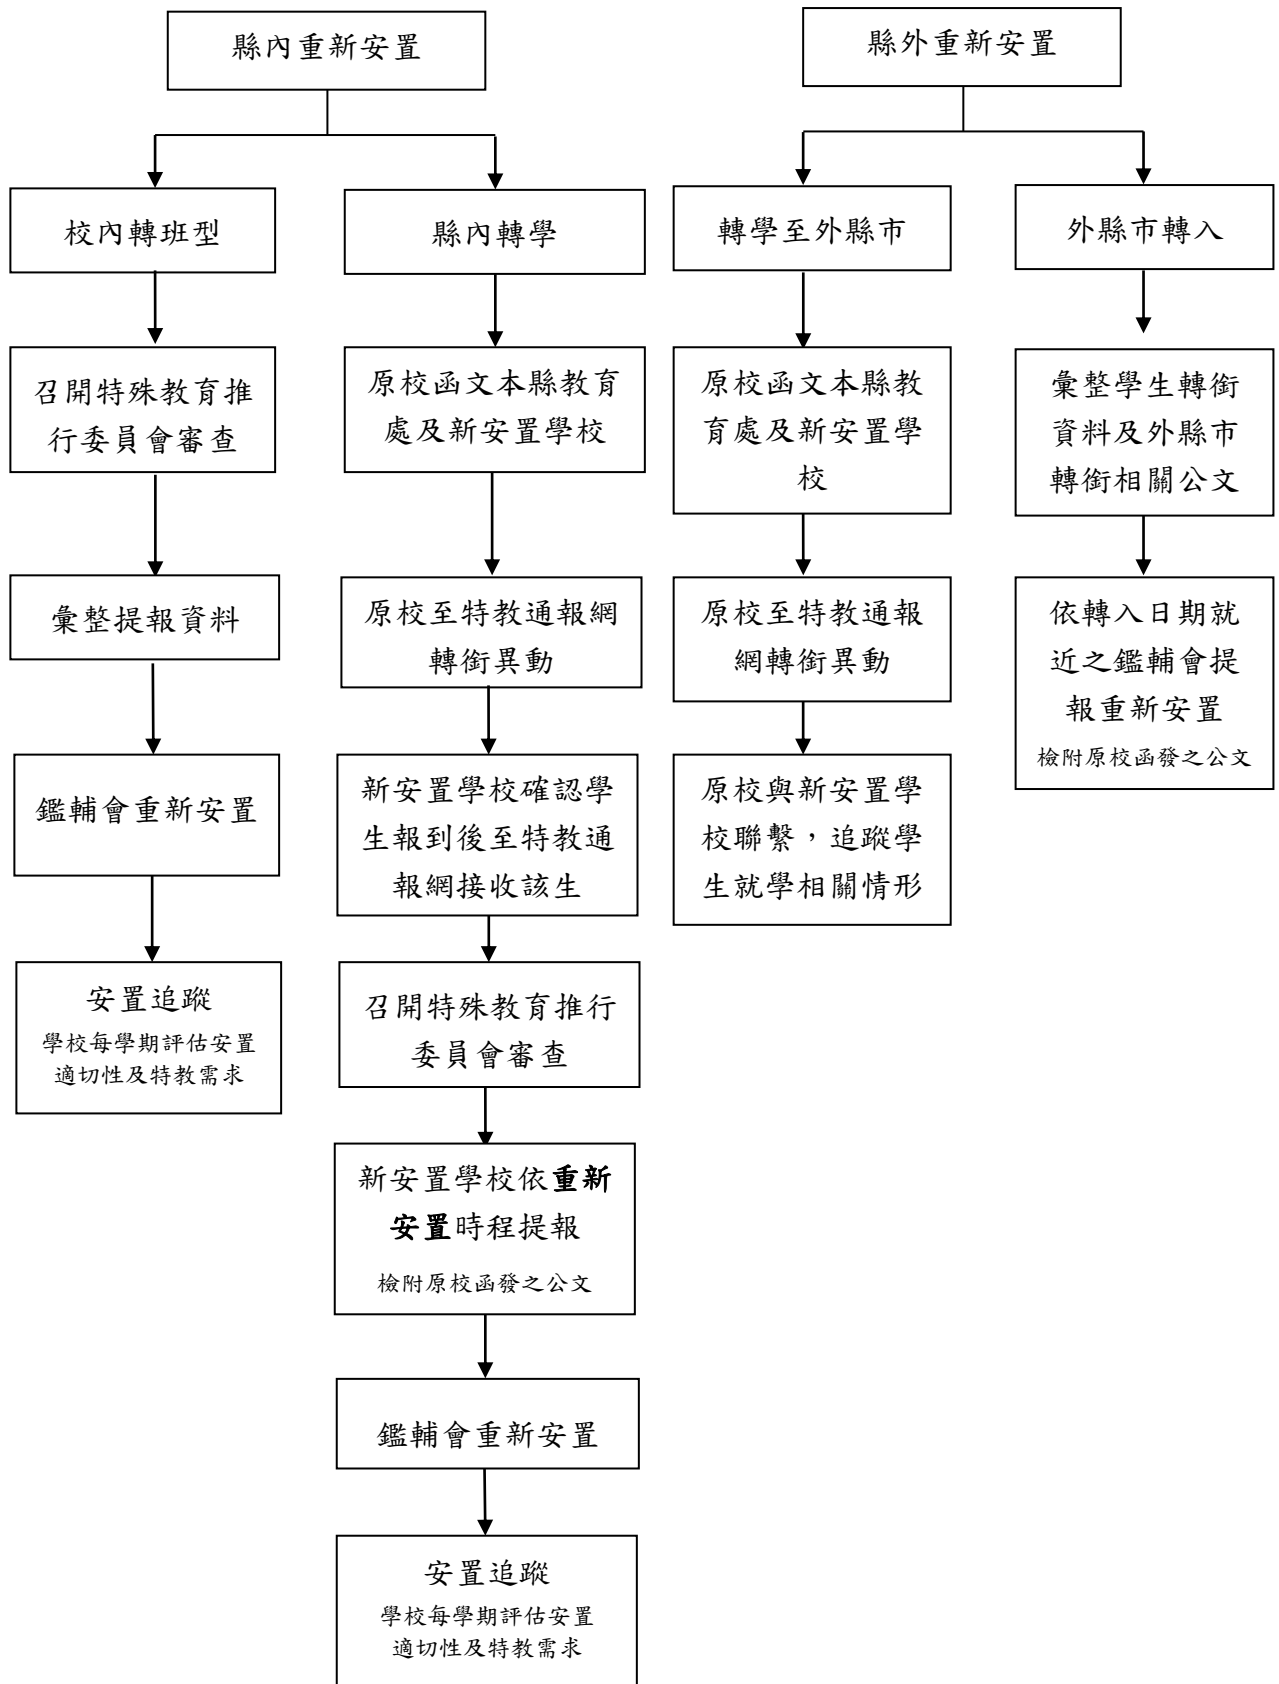 縣內重新安置
縣外重新安置
校內轉班型
縣內轉學
轉學至外縣市
外縣市轉入
召開特殊教育推
行委員會審查
原校函文本縣教育
處及新安置學校
原校函文本縣教
育處及新安置學
校
彙整學生轉銜
資料及外縣市
轉銜相關公文
彙整提報資料
原校至特教通報網
轉銜異動
原校至特教通報
網轉銜異動
依轉入日期就
近之鑑輔會提
報重新安置
檢附原校函發之公文
鑑輔會重新安置
新安置學校確認學
生報到後至特教通
報網接收該生
原校與新安置學
校聯繫，追蹤學
生就學相關情形
安置追蹤
學校每學期評估安置
適切性及特教需求
召開特殊教育推行
委員會審查
新安置學校依重新
安置時程提報
檢附原校函發之公文
鑑輔會重新安置
安置追蹤
學校每學期評估安置
適切性及特教需求